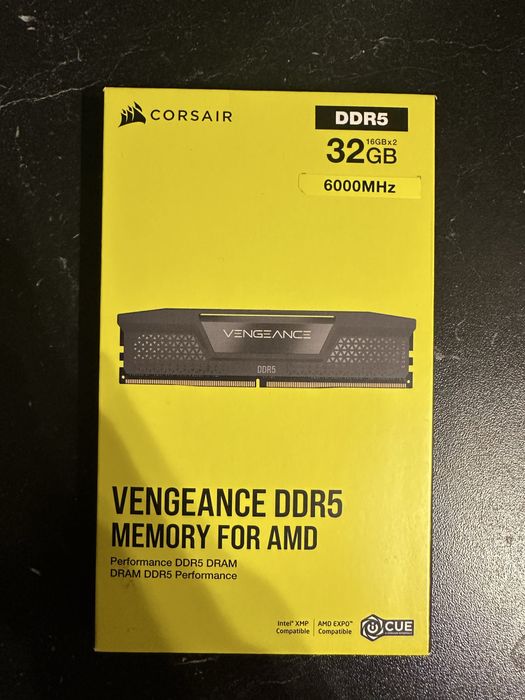 CORSAIR
DDR5
32GB
16GBx2
6000MHz
VENGEANCE
DDR5
VENGEANCE DDR5
MEMORY FOR AMD
Performance DDR5 DRAM
DRAM DDR5 Performance
Intel® XMP
Compatible
AMD EXPO™
Compatible
CUE